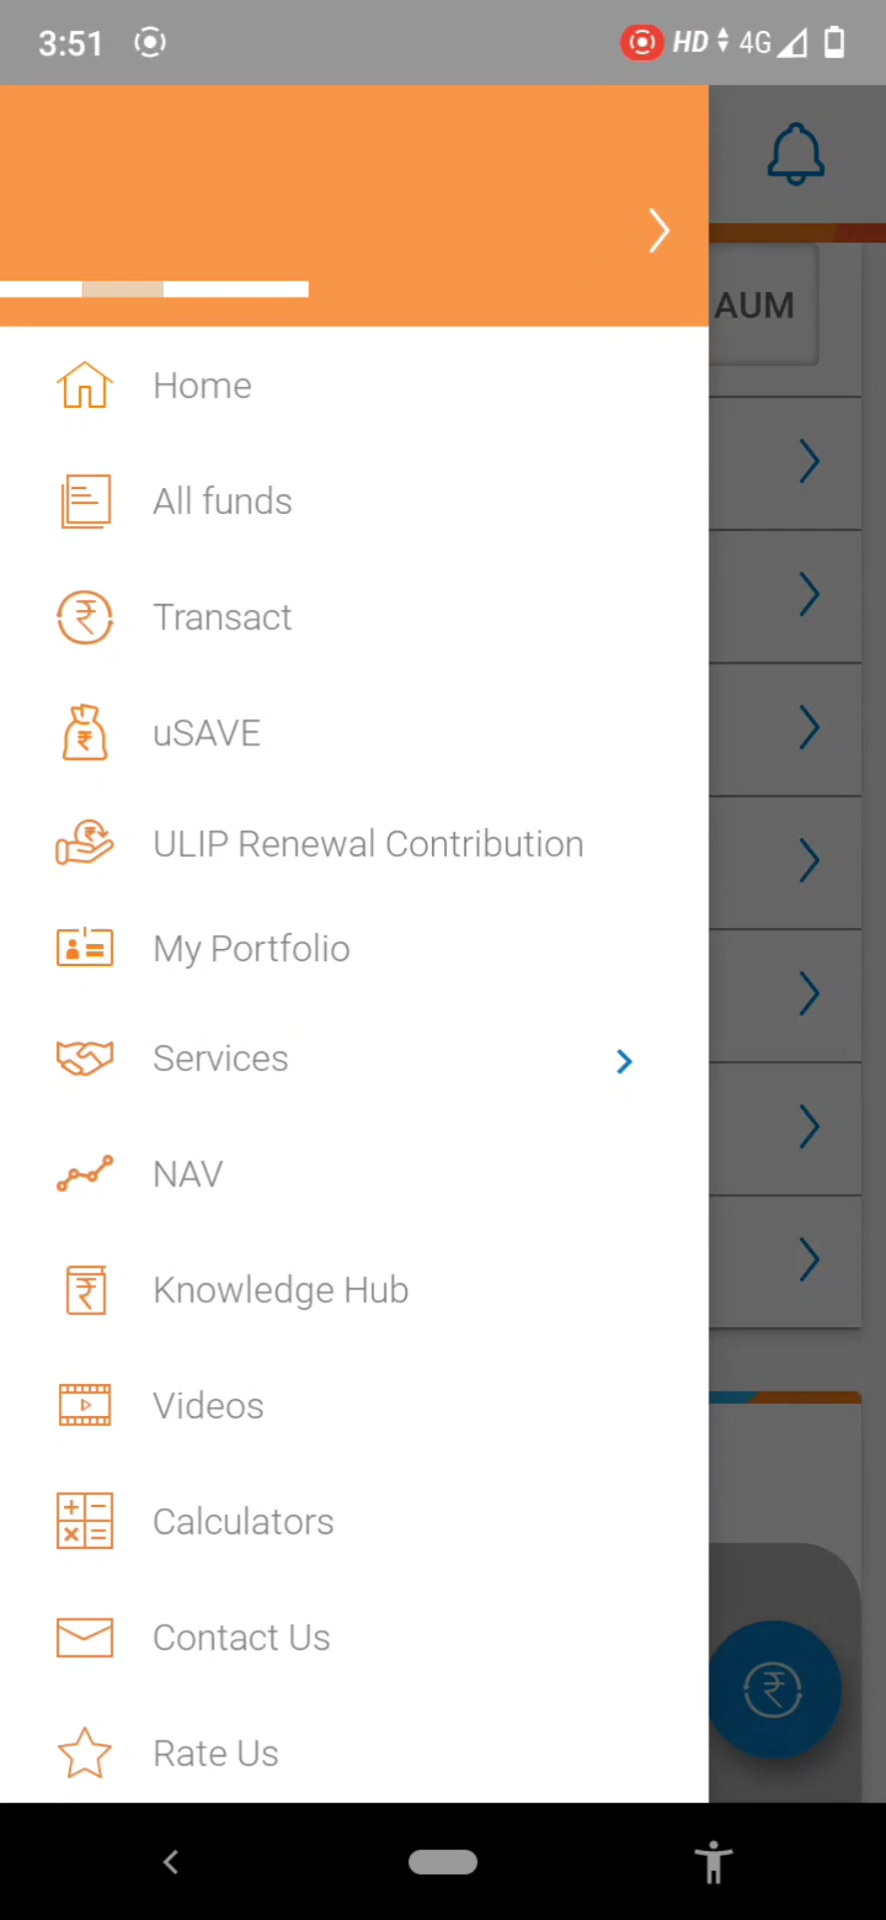 3:51 HD 4G
AUM
Home
All funds
Transact
uSAVE
ULIP Renewal Contribution
My Portfolio
Services
NAV
Knowledge Hub
Videos
Calculators
Contact Us
Rate Us